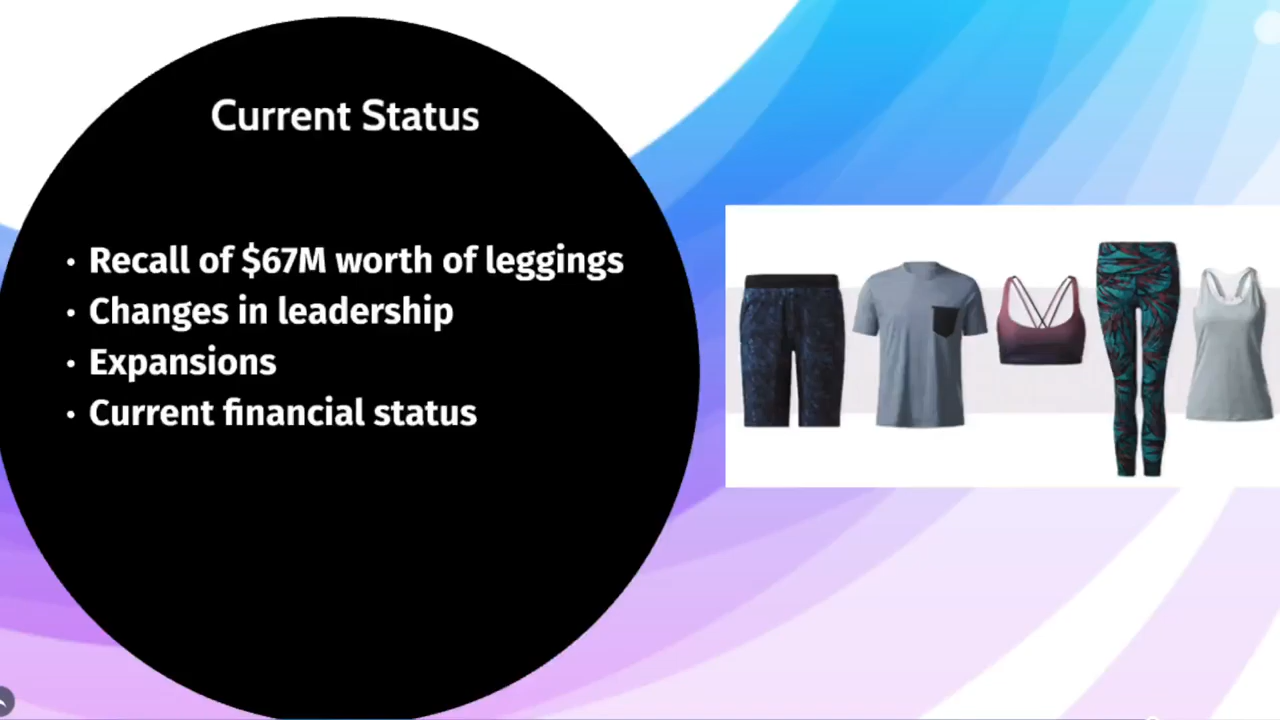 Current Status
• Recall of $67M worth of leggings
• Changes in leadership
• Expansions
• Current financial status